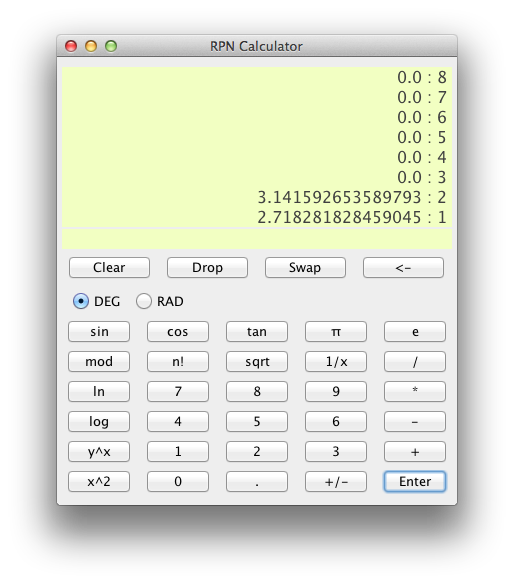 RPN Calculator
0.0 : 8
0.0 : 7
0.0 : 6
0.0 : 5
0.0 : 4
0.0 : 3
3.141592653589793 : 2
2.718281828459045 : 1
Clear Drop Swap <-
DEG RAD
sin cos tan π e
mod n! sqrt 1/x /
ln 7 8 9 *
log 4 5 6 -
y^x 1 2 3 +
x^2 0 . +/- Enter